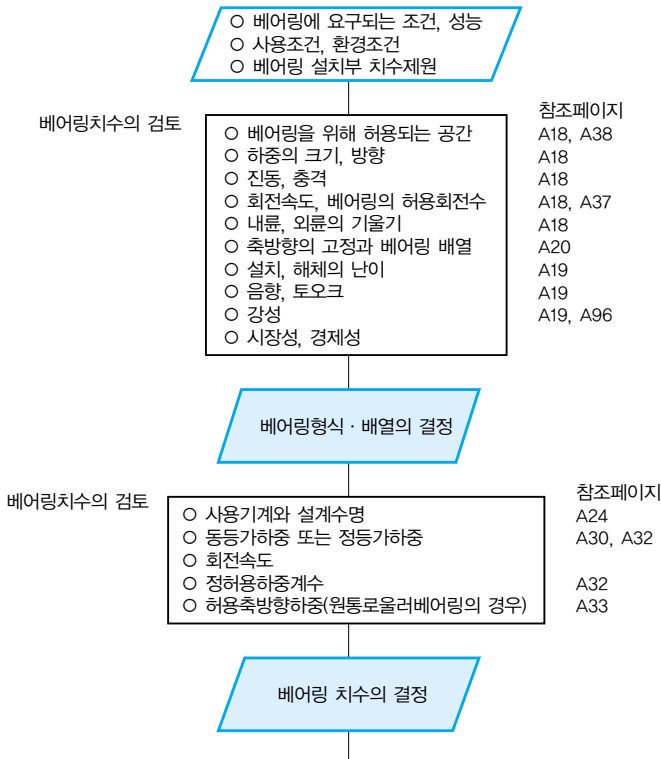 ○ 베어링에 요구되는 조건, 성능
○ 사용조건, 환경조건
○ 베어링 설치부 치수제원
베어링치수의 검토
참조페이지
○ 베어링을 위해 허용되는 공간 A18, A38
○ 하중의 크기, 방향 A18
○ 진동, 충격 A18
○ 회전속도, 베어링의 허용회전수 A18, A37
○ 내륜, 외륜의 기울기 A18
○ 축방향의 고정과 베어링 배열 A20
○ 설치, 해체의 난이 A19
○ 음향, 토오크 A19
○ 강성 A19, A96
○ 시장성, 경제성
베어링형식 · 배열의 결정
베어링치수의 검토
참조페이지
○ 사용기계와 설계수명 A24
○ 동등가하중 또는 정등가하중 A30, A32
○ 회전속도
○ 정허용하중계수 A32
○ 허용축방향하중(원통로울러베어링의 경우) A33
베어링 치수의 결정